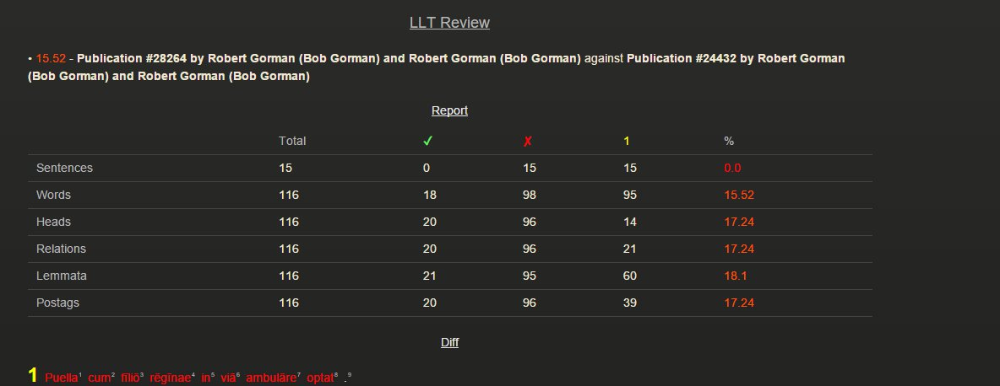 LLT Review
• 15.52 - Publication #28264 by Robert Gorman (Bob Gorman) and Robert Gorman (Bob Gorman) against Publication #24432 by Robert Gorman
(Bob Gorman) and Robert Gorman (Bob Gorman)
Report
Total ✓ ✗ 1 %
Sentences 15 0 15 15 0.0
Words 116 18 98 95 15.52
Heads 116 20 96 14 17.24
Relations 116 20 96 21 17.24
Lemmata 116 21 95 60 18.1
Postags 116 20 96 39 17.24
Diff
1 Puella¹ cum² fīliō³ rēgīnae⁴ in⁵ viā⁶ ambulāre⁷ optat⁸ .⁹